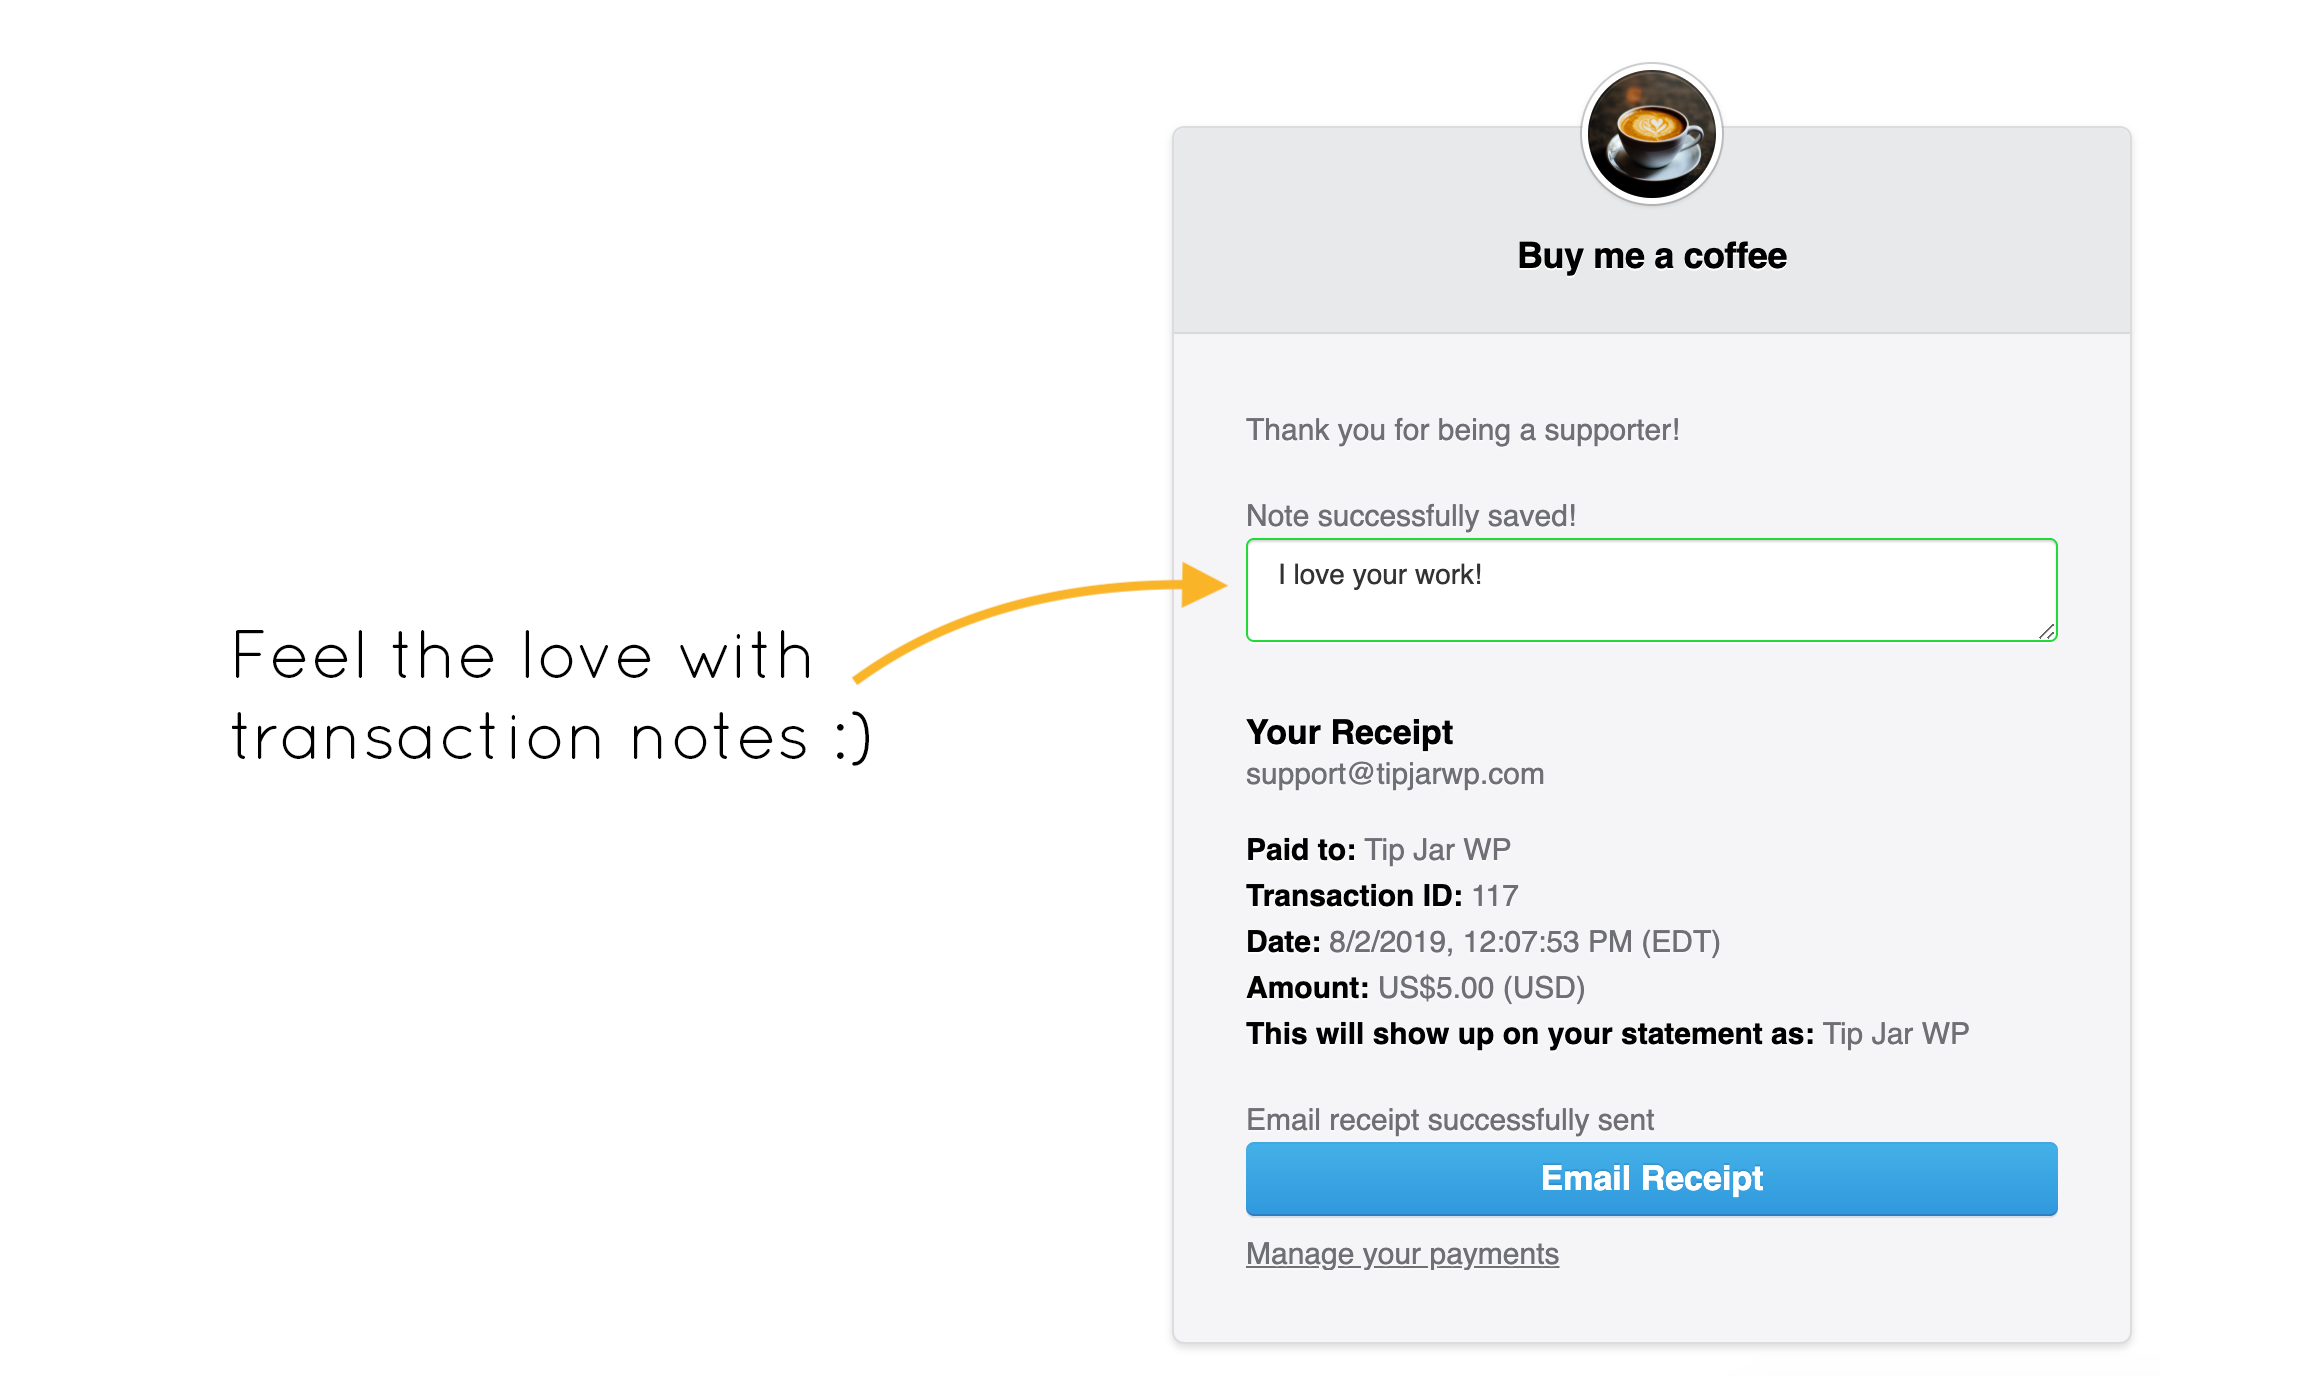 Feel the love with
transaction notes :)
Buy me a coffee
Thank you for being a supporter!
Note successfully saved!
I love your work!
Your Receipt
support@tipjarwp.com
Paid to: Tip Jar WP
Transaction ID: 117
Date: 8/2/2019, 12:07:53 PM (EDT)
Amount: US$5.00 (USD)
This will show up on your statement as: Tip Jar WP
Email receipt successfully sent
Email Receipt
Manage your payments